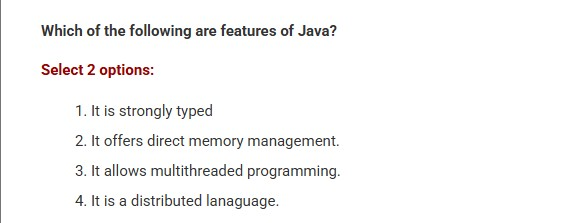 Which of the following are features of Java?
Select 2 options:
1. It is strongly typed
2. It offers direct memory management.
3. It allows multithreaded programming.
4. It is a distributed lanaguage.